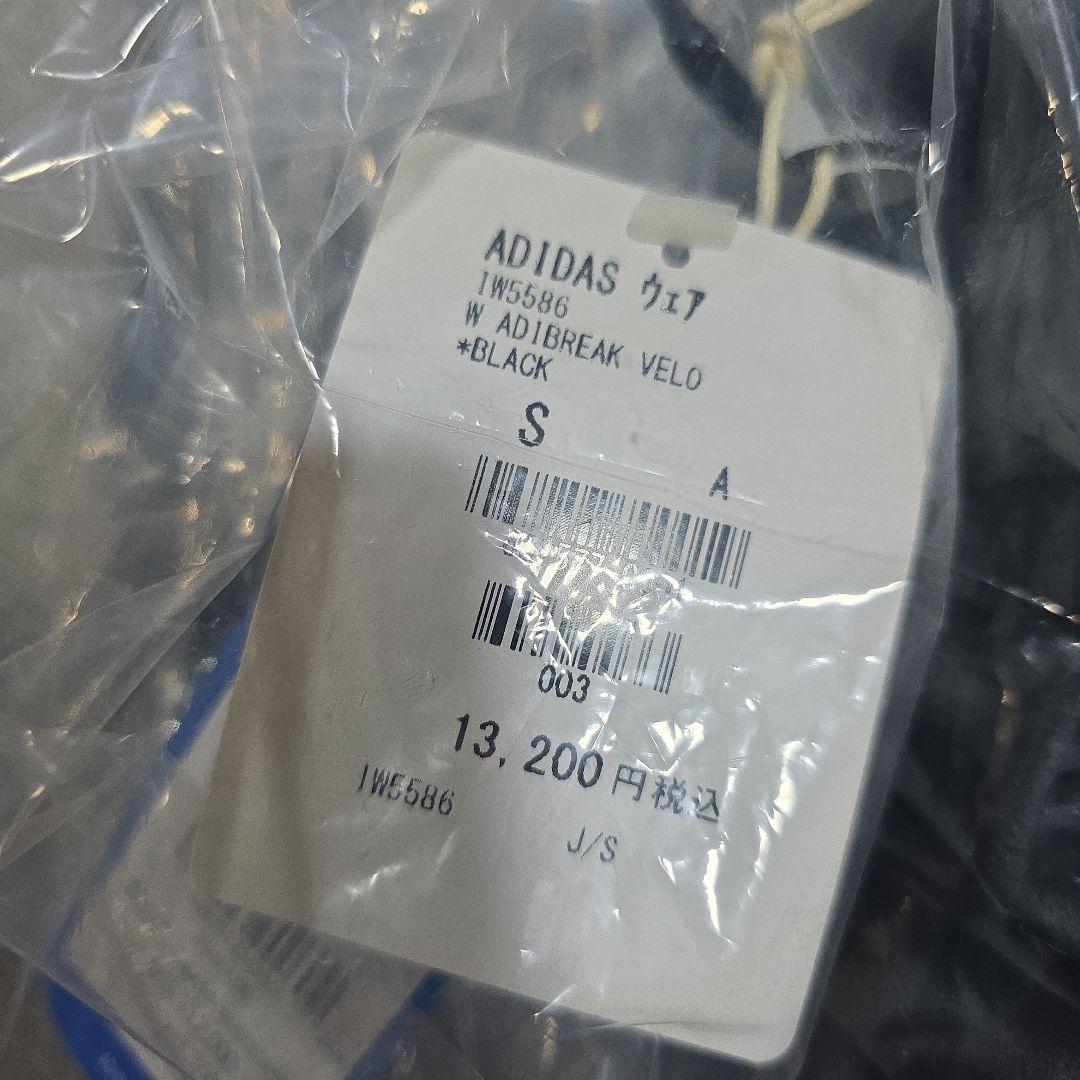 ADIDAS ウェア
IW5586
W ADIBREAK VELO
*BLACK
S
A
003
13,200円税込
IW5586
J/S